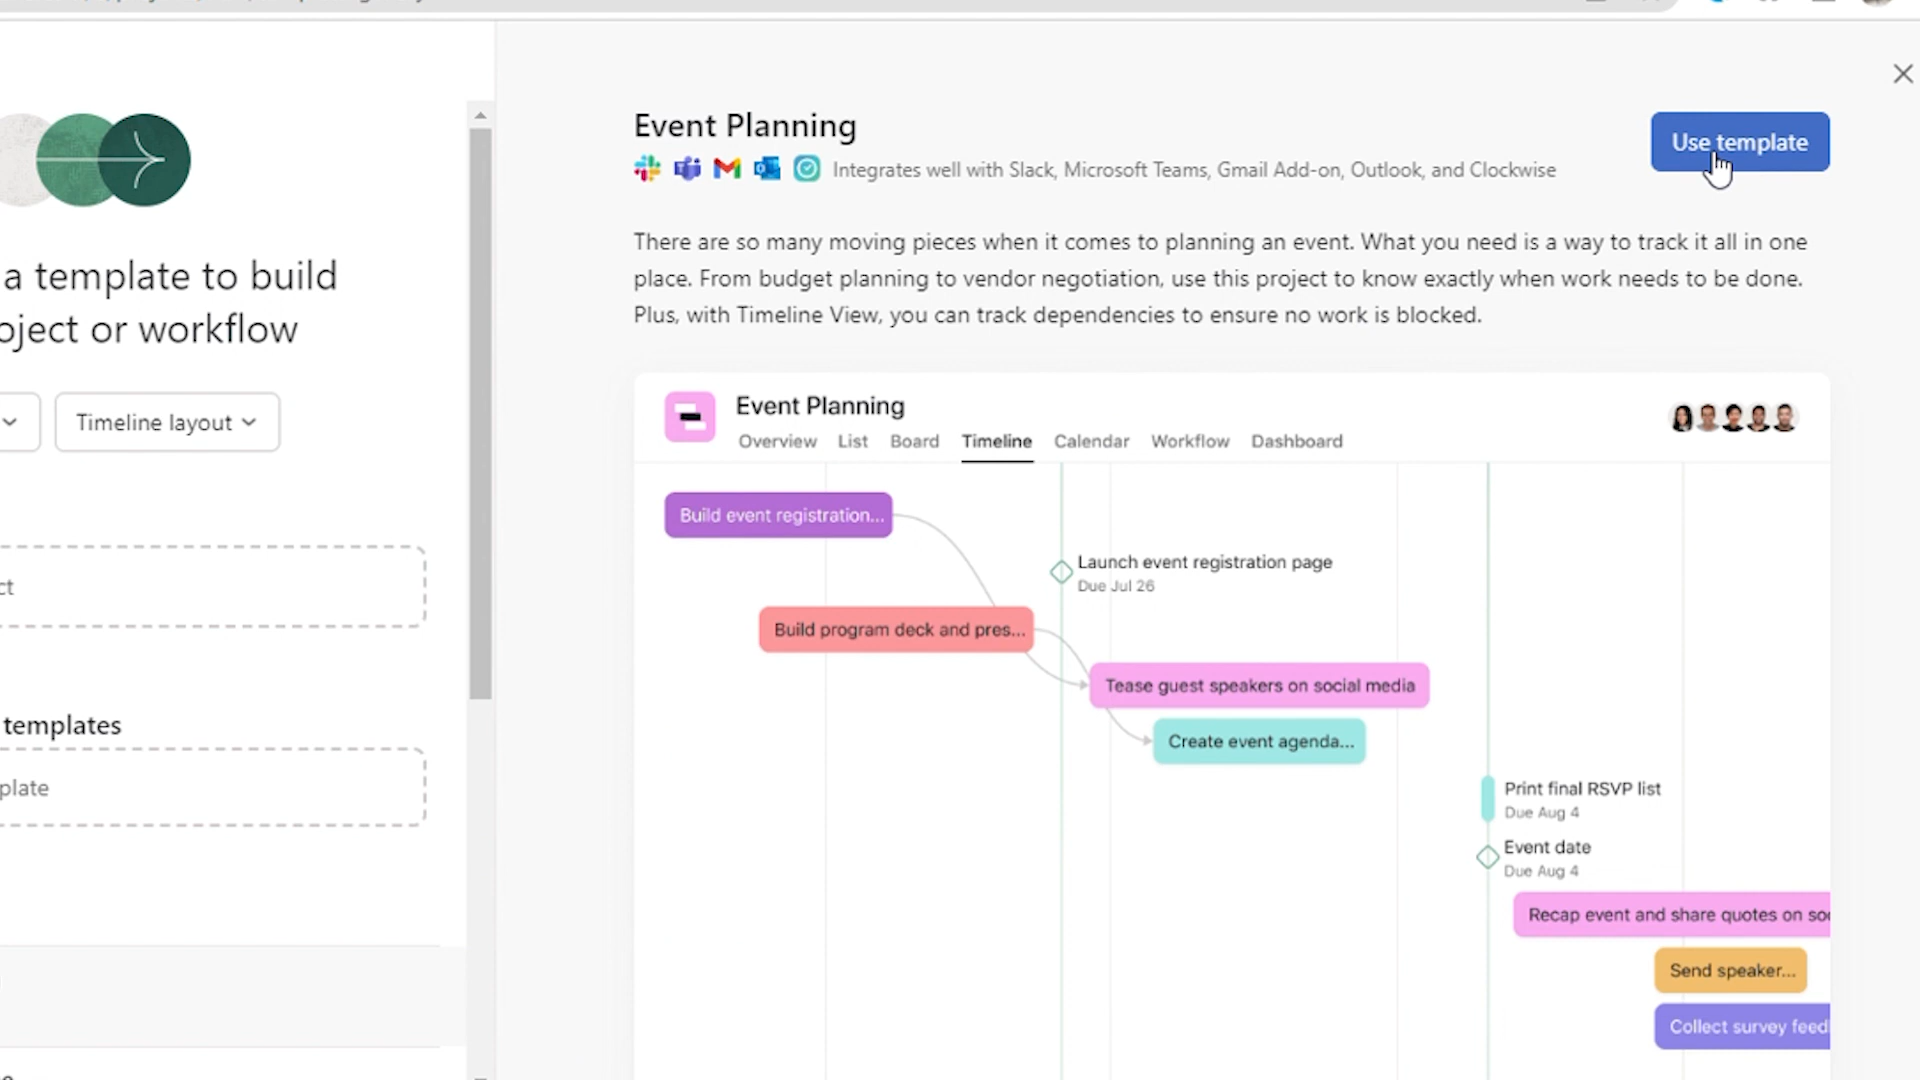 a template to build
oject or workflow
Timeline layout
ct
templates
plate
Event Planning
Use template
Integrates well with Slack, Microsoft Teams, Gmail Add-on, Outlook, and Clockwise
There are so many moving pieces when it comes to planning an event. What you need is a way to track it all in one
place. From budget planning to vendor negotiation, use this project to know exactly when work needs to be done.
Plus, with Timeline View, you can track dependencies to ensure no work is blocked.
Event Planning
Overview List Board Timeline Calendar Workflow Dashboard
Build event registration...
Launch event registration page
Due Jul 26
Build program deck and pres...
Tease guest speakers on social media
Create event agenda...
Print final RSVP list
Due Aug 4
Event date
Due Aug 4
Recap event and share quotes on so
Send speaker...
Collect survey feed